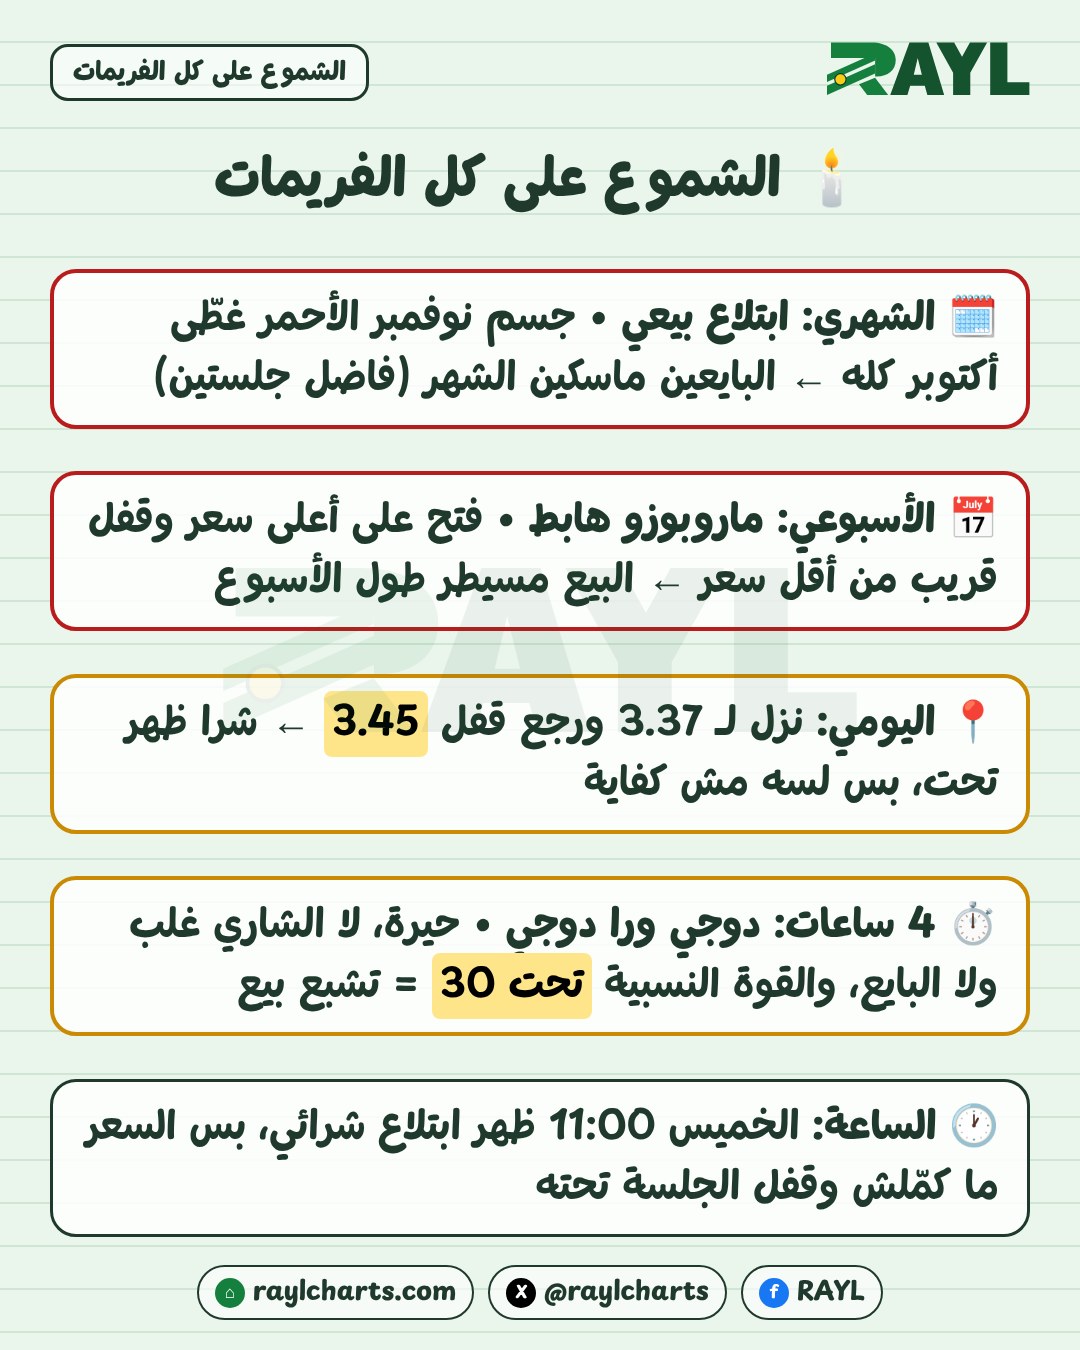 RAYL
الشموع على كل الفريمات
🕯️ الشموع على كل الفريمات
🗓️ الشهري: ابتلاع بيعي • جسم نوفمبر الأحمر غطّى
أكتوبر كله ← البايعين ماسكين الشهر (فاضل جلستين)
📅 الأسبوعي: ماروبوزو هابط • فتح على أعلى سعر وقفل
قريب من أقل سعر ← البيع مسيطر طول الأسبوع
📍 اليومي: نزل لـ 3.37 ورجع قفل 3.45 ← شرا ظهر
تحت، بس لسه مش كفاية
⏱️ 4 ساعات: دوجي ورا دوجي • حيرة، لا الشاري غلب
ولا البايع، والقوة النسبية تحت 30 = تشبع بيع
🕐 الساعة: الخميس 11:00 ظهر ابتلاع شرائي، بس السعر
ما كمّلش وقفل الجلسة تحته
raylcharts.com
@raylcharts
RAYL